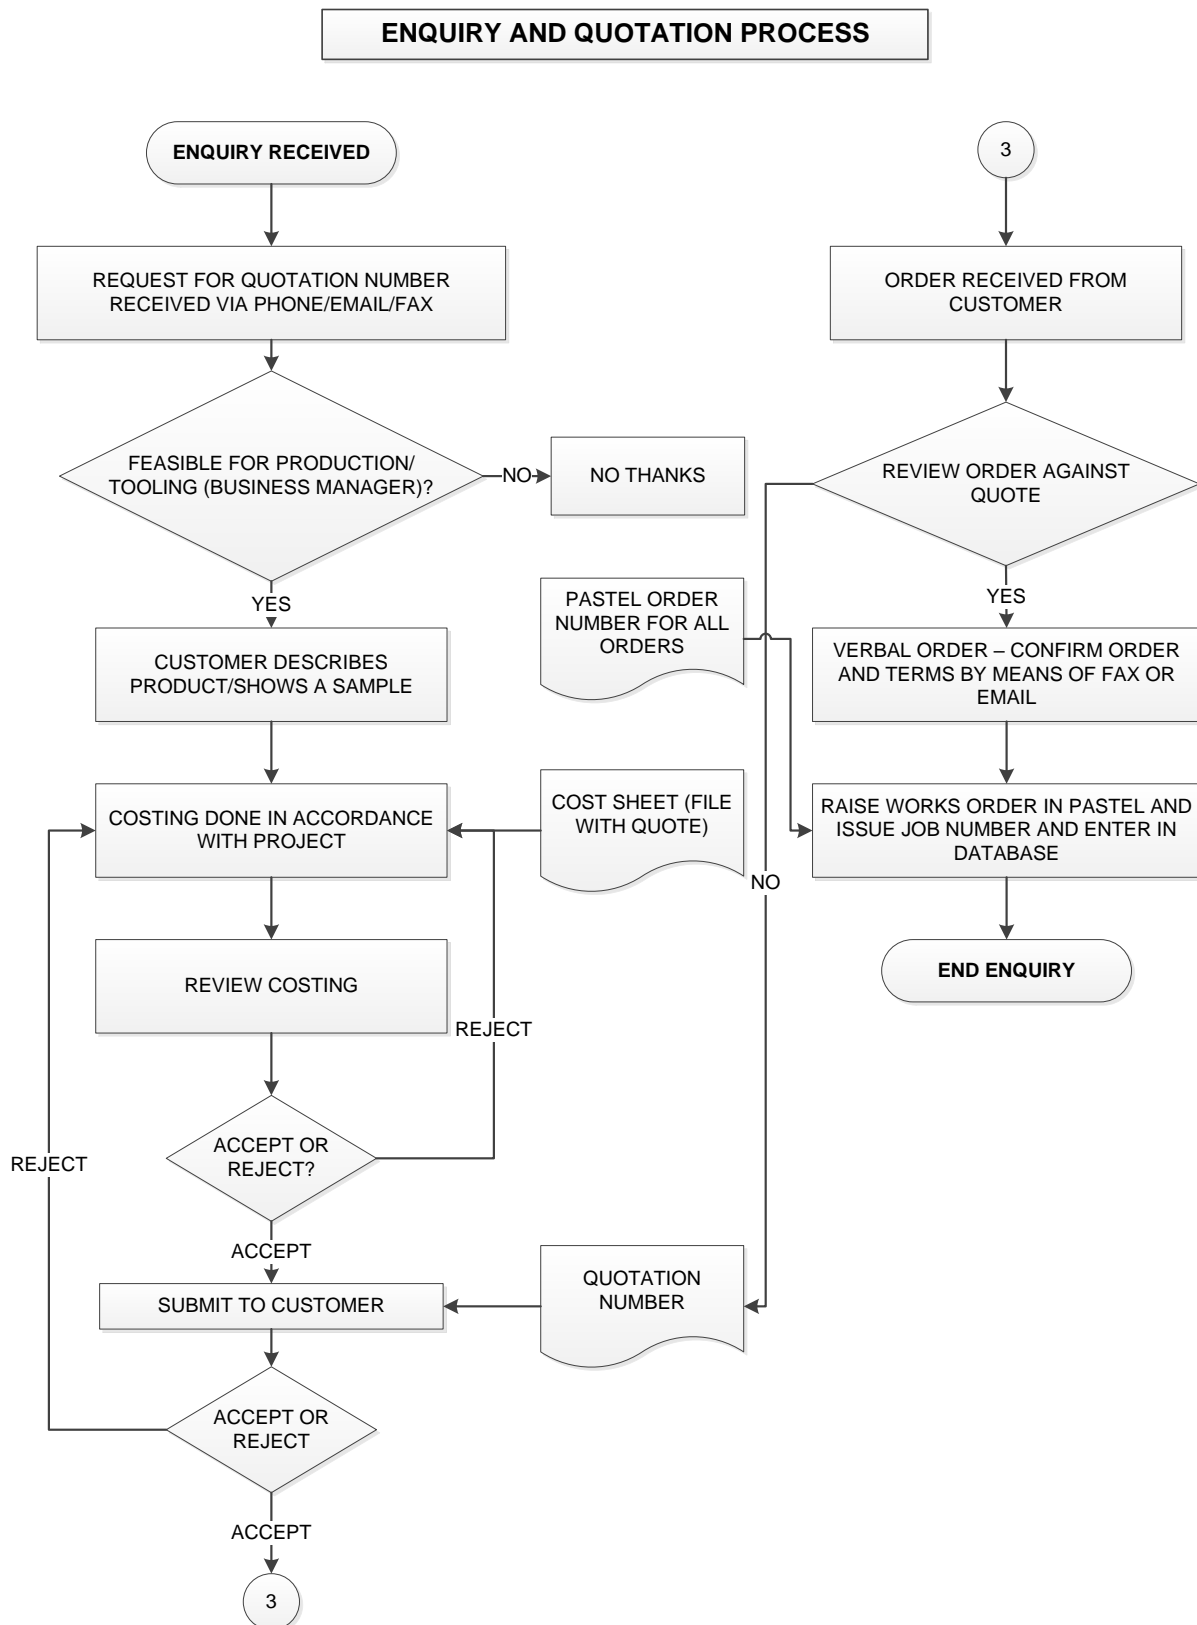 ENQUIRY AND QUOTATION PROCESS
ENQUIRY RECEIVED
REQUEST FOR QUOTATION NUMBER
RECEIVED VIA PHONE/EMAIL/FAX
FEASIBLE FOR PRODUCTION/
TOOLING (BUSINESS MANAGER)?
NO
NO THANKS
YES
CUSTOMER DESCRIBES
PRODUCT/SHOWS A SAMPLE
COSTING DONE IN ACCORDANCE
WITH PROJECT
COST SHEET (FILE
WITH QUOTE)
REVIEW COSTING
REJECT
ACCEPT OR
REJECT?
REJECT
ACCEPT
SUBMIT TO CUSTOMER
QUOTATION
NUMBER
ACCEPT OR
REJECT
ACCEPT
3
3
ORDER RECEIVED FROM
CUSTOMER
REVIEW ORDER AGAINST
QUOTE
NO
YES
PASTEL ORDER
NUMBER FOR ALL
ORDERS
VERBAL ORDER – CONFIRM ORDER
AND TERMS BY MEANS OF FAX OR
EMAIL
RAISE WORKS ORDER IN PASTEL AND
ISSUE JOB NUMBER AND ENTER IN
DATABASE
END ENQUIRY